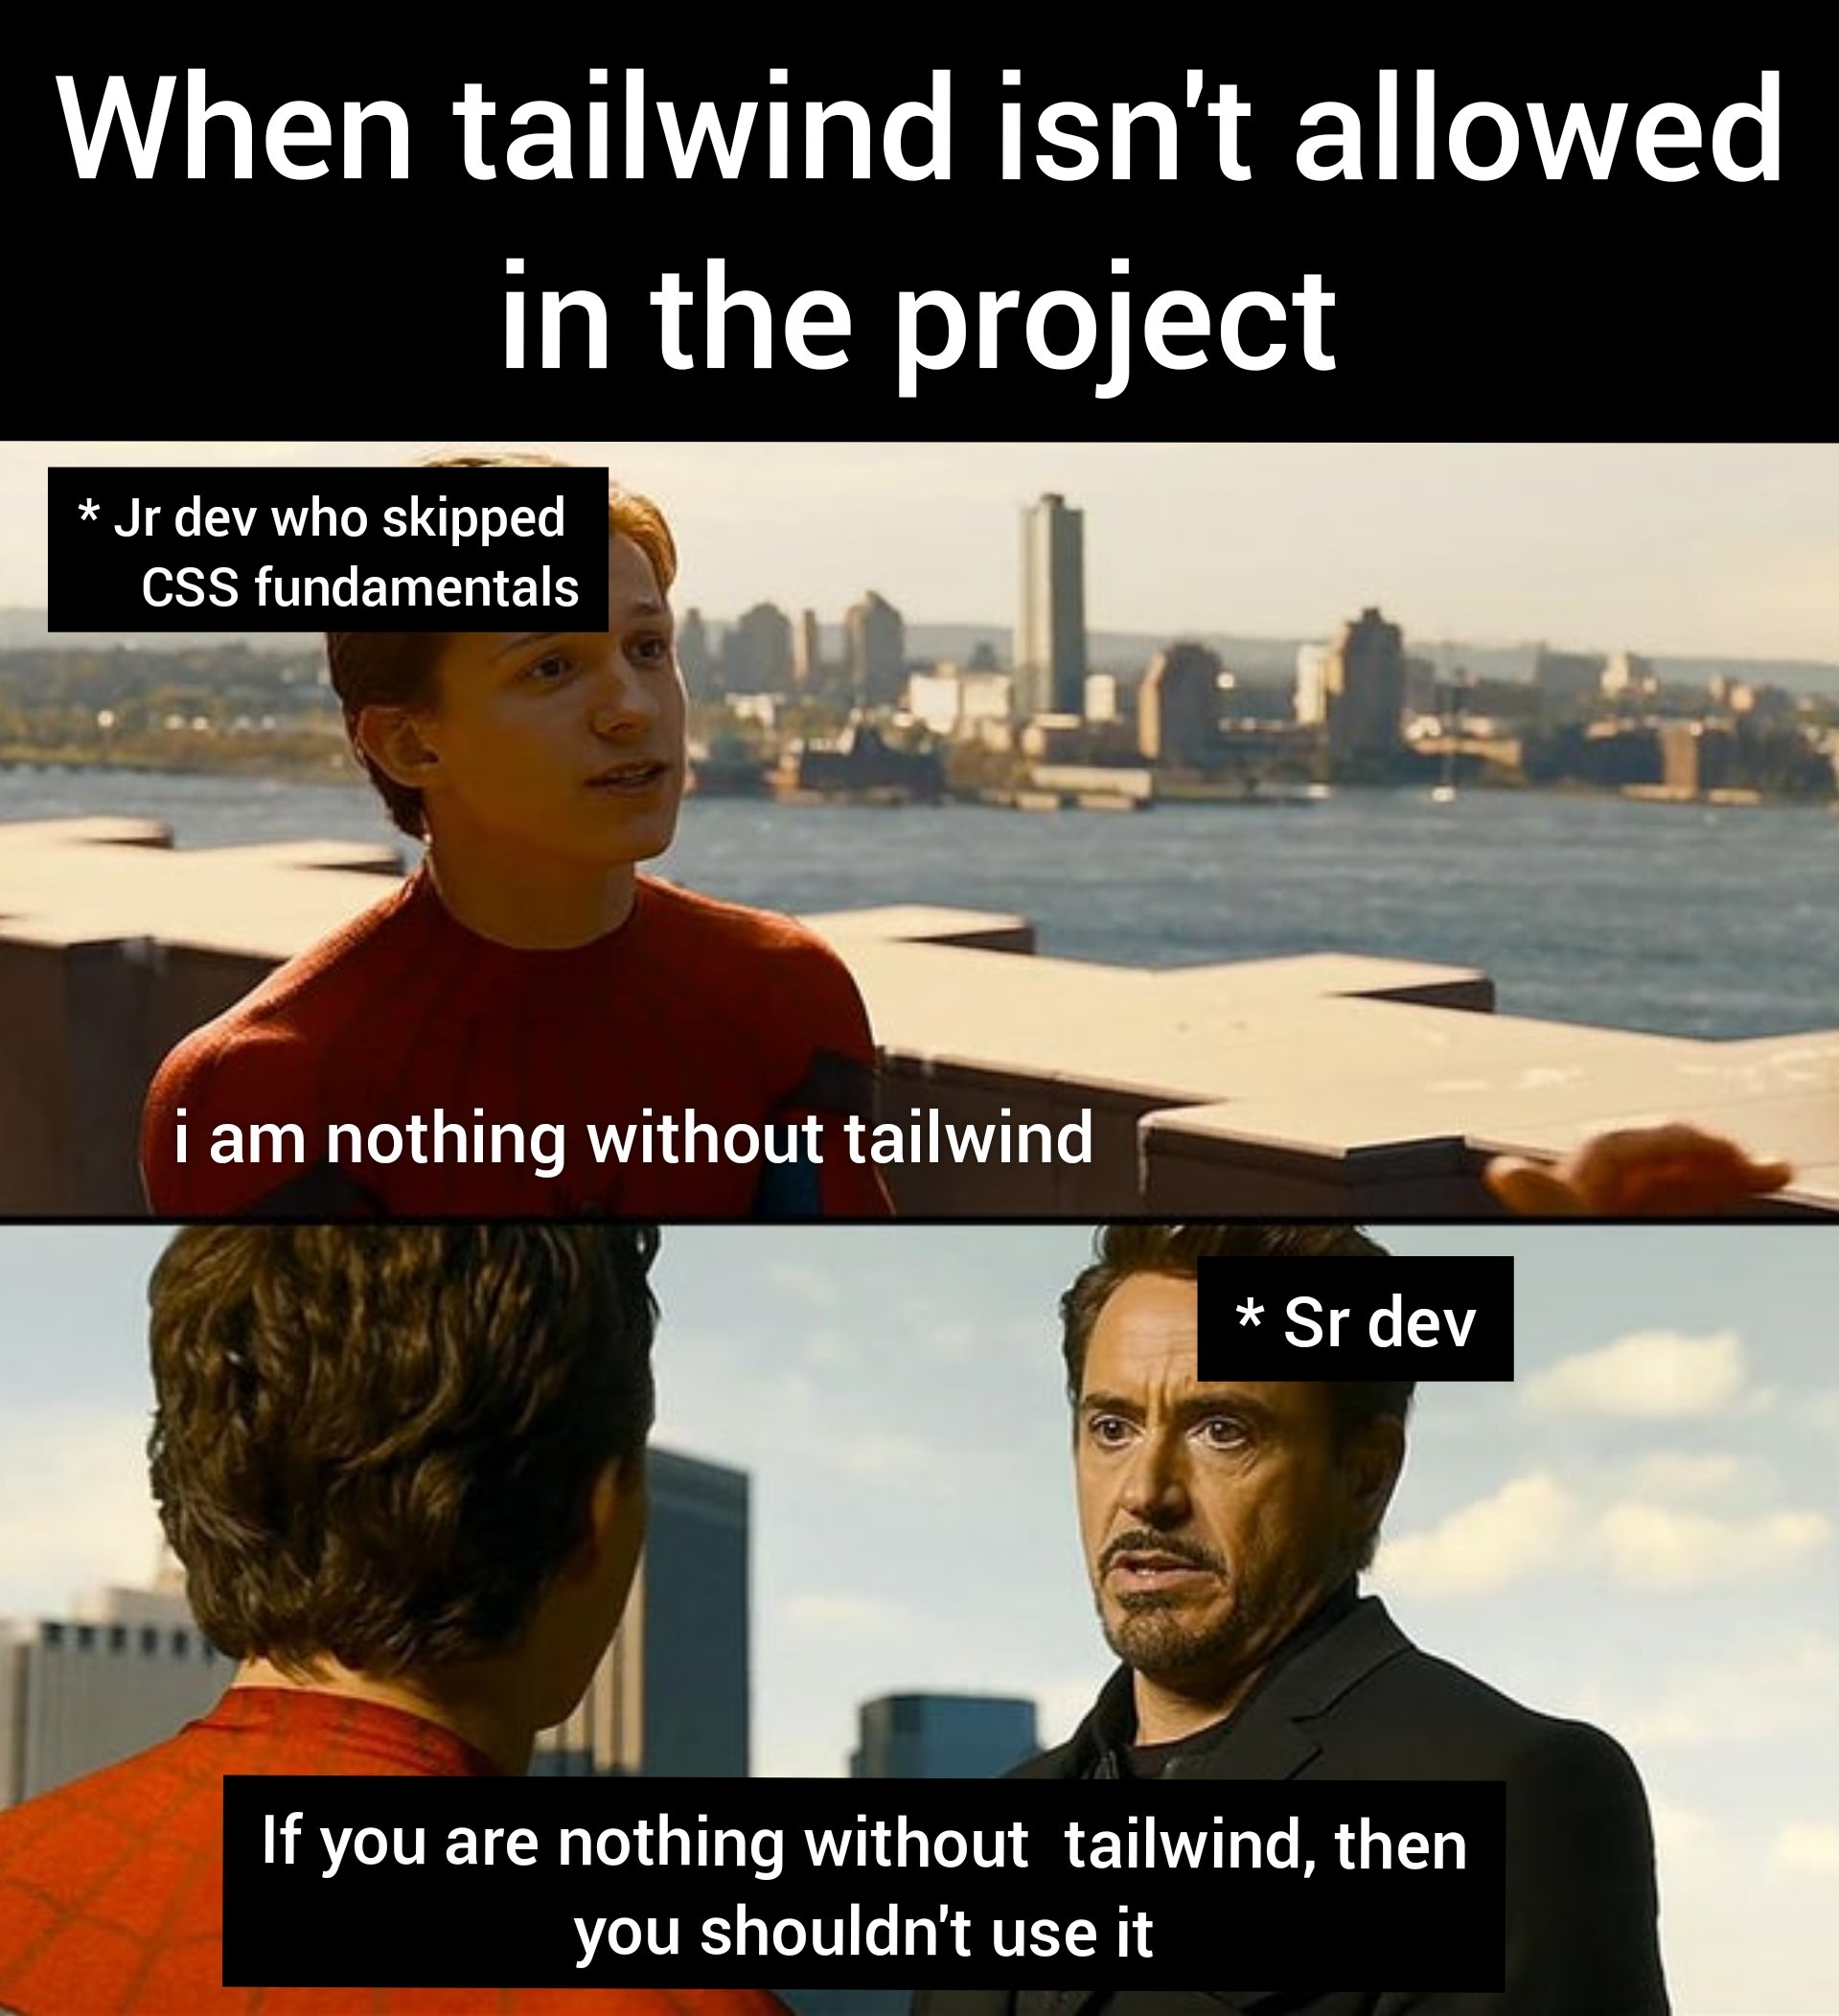 When tailwind isn't allowed
in the project
* Jr dev who skipped
CSS fundamentals
i am nothing without tailwind
* Sr dev
If you are nothing without tailwind, then
you shouldn't use it